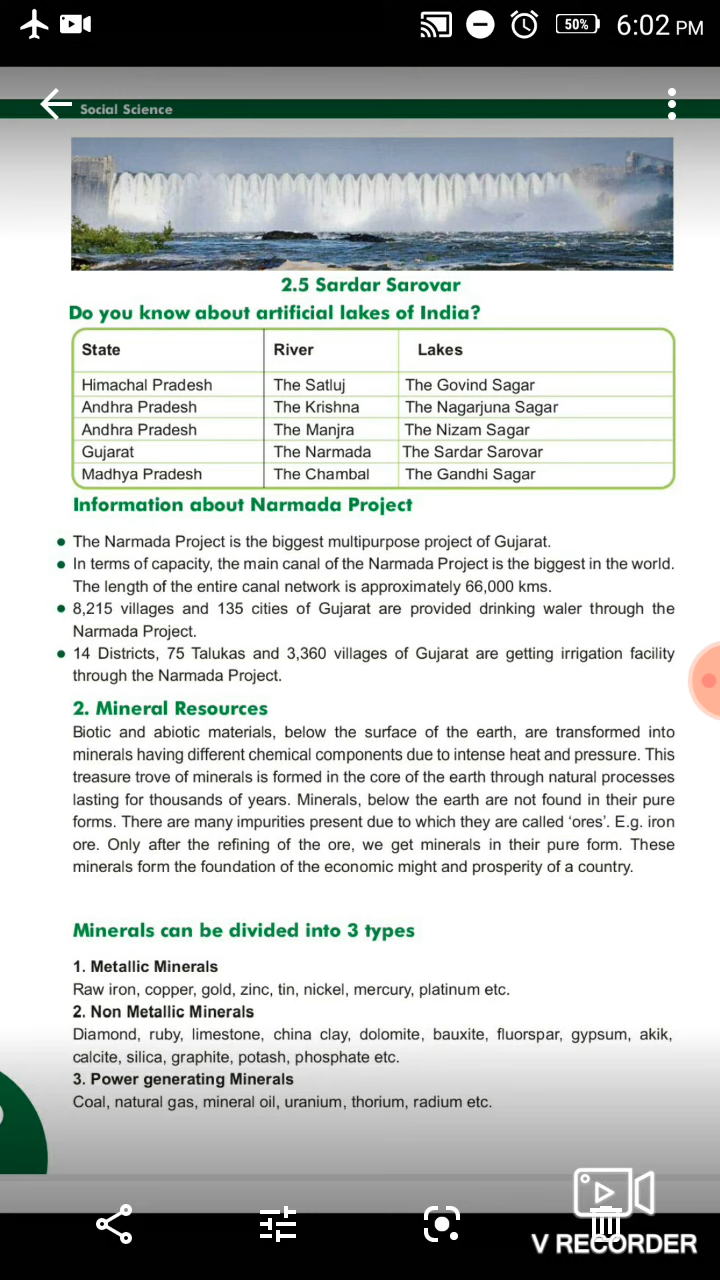 50% 6:02 PM
Social Science
2.5 Sardar Sarovar
Do you know about artificial lakes of India?
State River Lakes
Himachal Pradesh The Satluj The Govind Sagar
Andhra Pradesh The Krishna The Nagarjuna Sagar
Andhra Pradesh The Manjra The Nizam Sagar
Gujarat The Narmada The Sardar Sarovar
Madhya Pradesh The Chambal The Gandhi Sagar
Information about Narmada Project
• The Narmada Project is the biggest multipurpose project of Gujarat.
• In terms of capacity, the main canal of the Narmada Project is the biggest in the world.
The length of the entire canal network is approximately 66,000 kms.
• 8,215 villages and 135 cities of Gujarat are provided drinking waler through the
Narmada Project.
• 14 Districts, 75 Talukas and 3,360 villages of Gujarat are getting irrigation facility
through the Narmada Project.
2. Mineral Resources
Biotic and abiotic materials, below the surface of the earth, are transformed into
minerals having different chemical components due to intense heat and pressure. This
treasure trove of minerals is formed in the core of the earth through natural processes
lasting for thousands of years. Minerals, below the earth are not found in their pure
forms. There are many impurities present due to which they are called ‘ores’. E.g. iron
ore. Only after the refining of the ore, we get minerals in their pure form. These
minerals form the foundation of the economic might and prosperity of a country.
Minerals can be divided into 3 types
1. Metallic Minerals
Raw iron, copper, gold, zinc, tin, nickel, mercury, platinum etc.
2. Non Metallic Minerals
Diamond, ruby, limestone, china clay, dolomite, bauxite, fluorspar, gypsum, akik,
calcite, silica, graphite, potash, phosphate etc.
3. Power generating Minerals
Coal, natural gas, mineral oil, uranium, thorium, radium etc.
V RECORDER